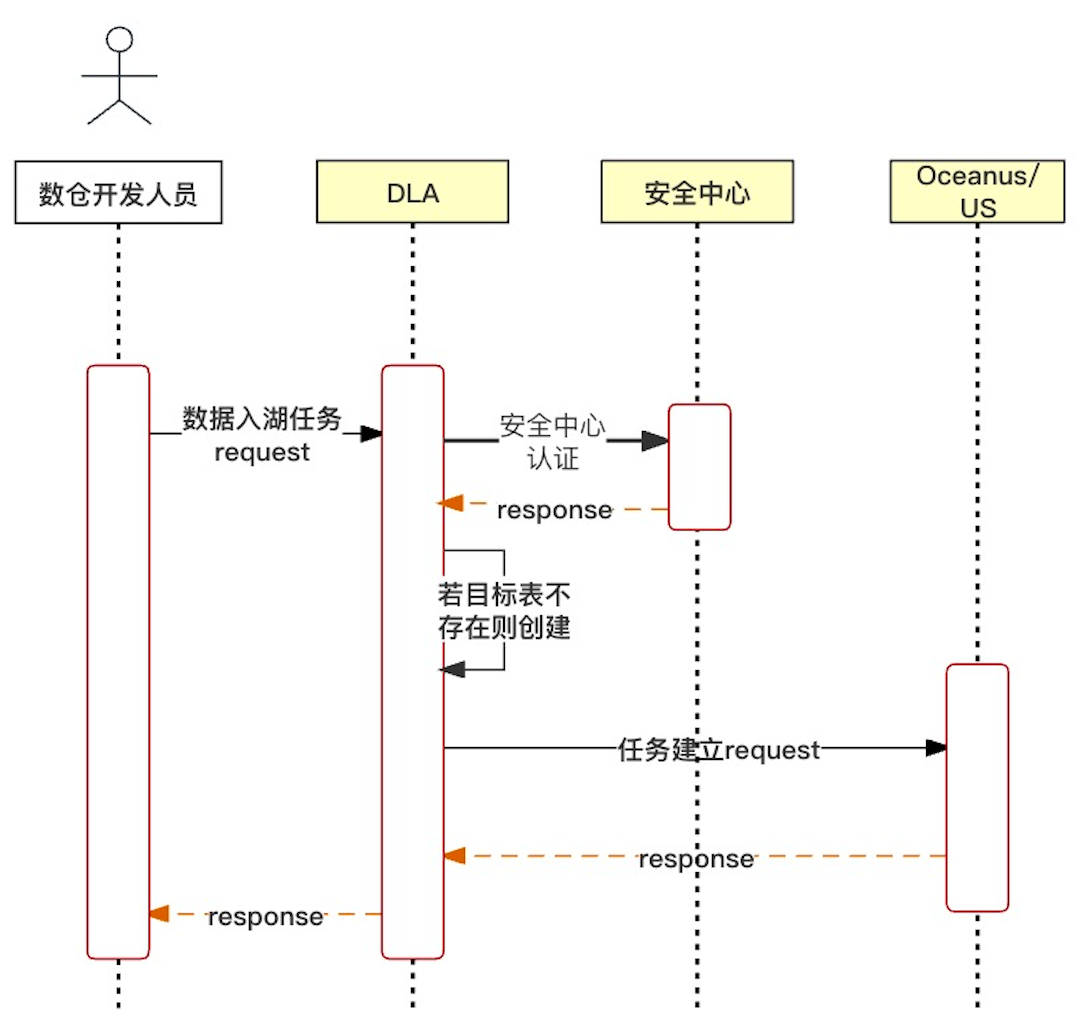 数仓开发人员
DLA
安全中心
Oceanus/
US
数据入湖任务
request
安全中心
认证
response
若目标表不
存在则创建
任务建立request
response
response